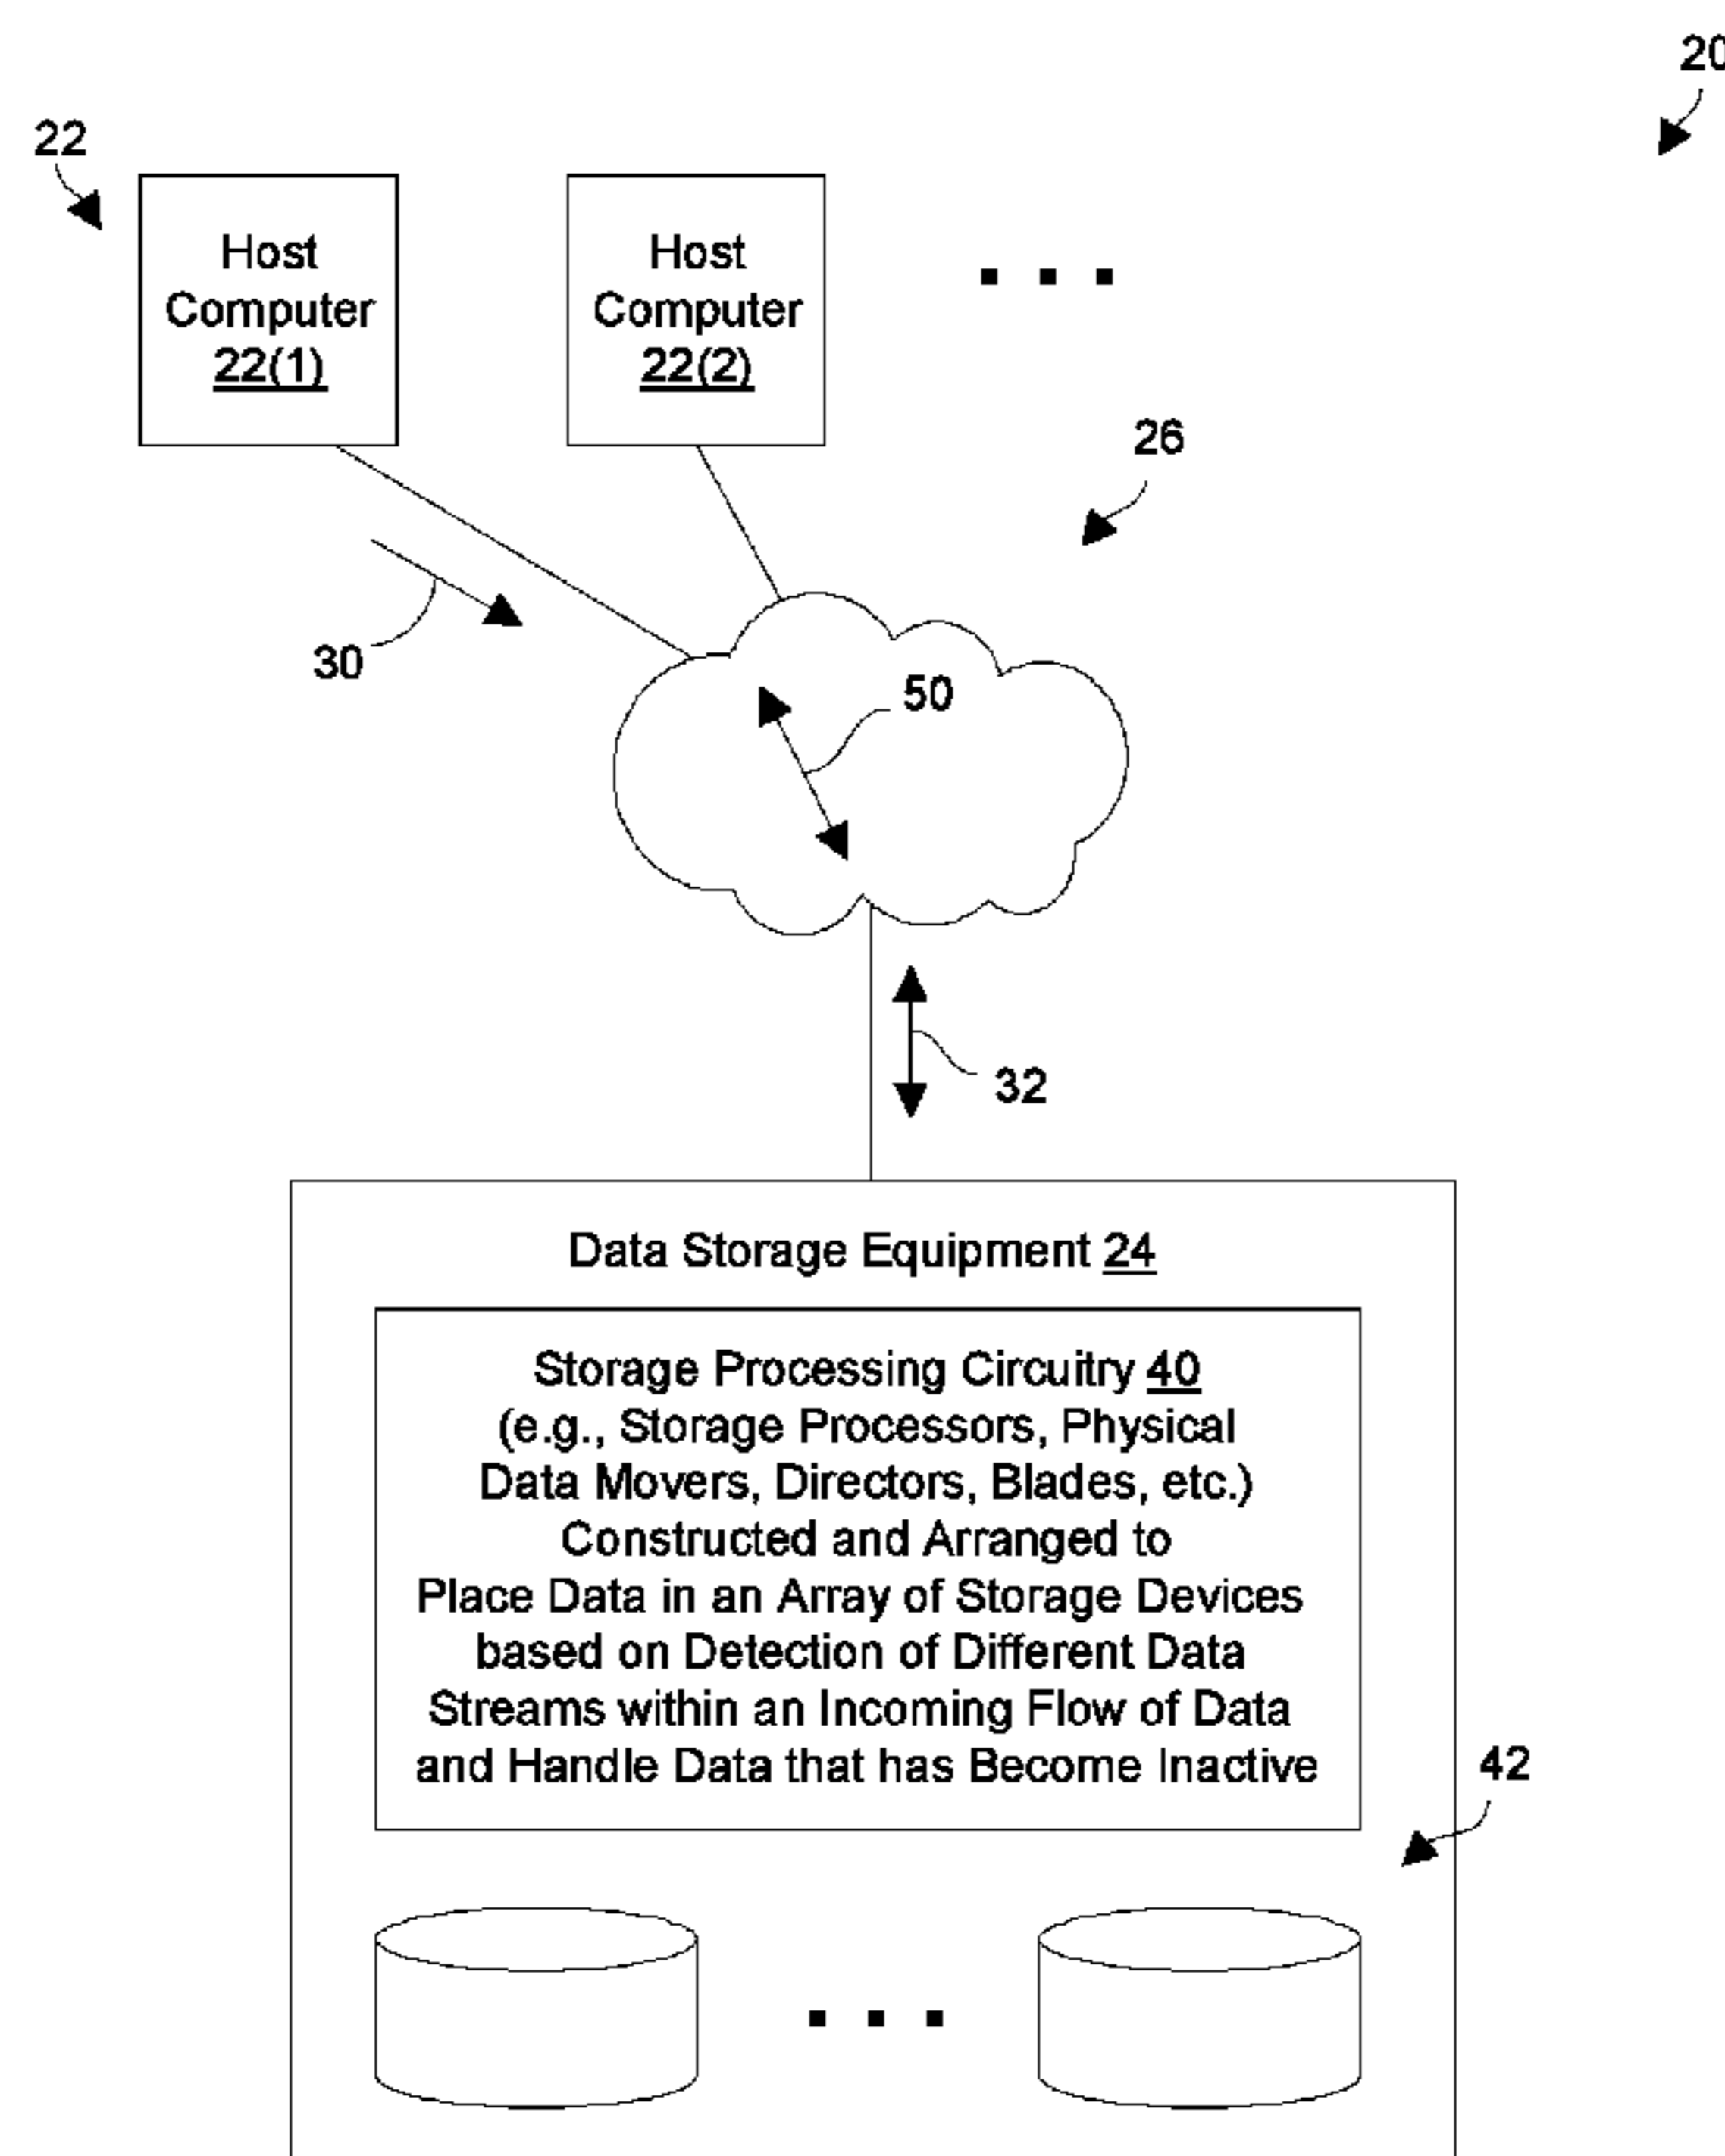 20
22
Host
Computer
22(1)
Host
Computer
22(2)
26
30
50
32
Data Storage Equipment 24
Storage Processing Circuitry 40
(e.g., Storage Processors, Physical
Data Movers, Directors, Blades, etc.)
Constructed and Arranged to
Place Data in an Array of Storage Devices
based on Detection of Different Data
Streams within an Incoming Flow of Data
and Handle Data that has Become Inactive
42